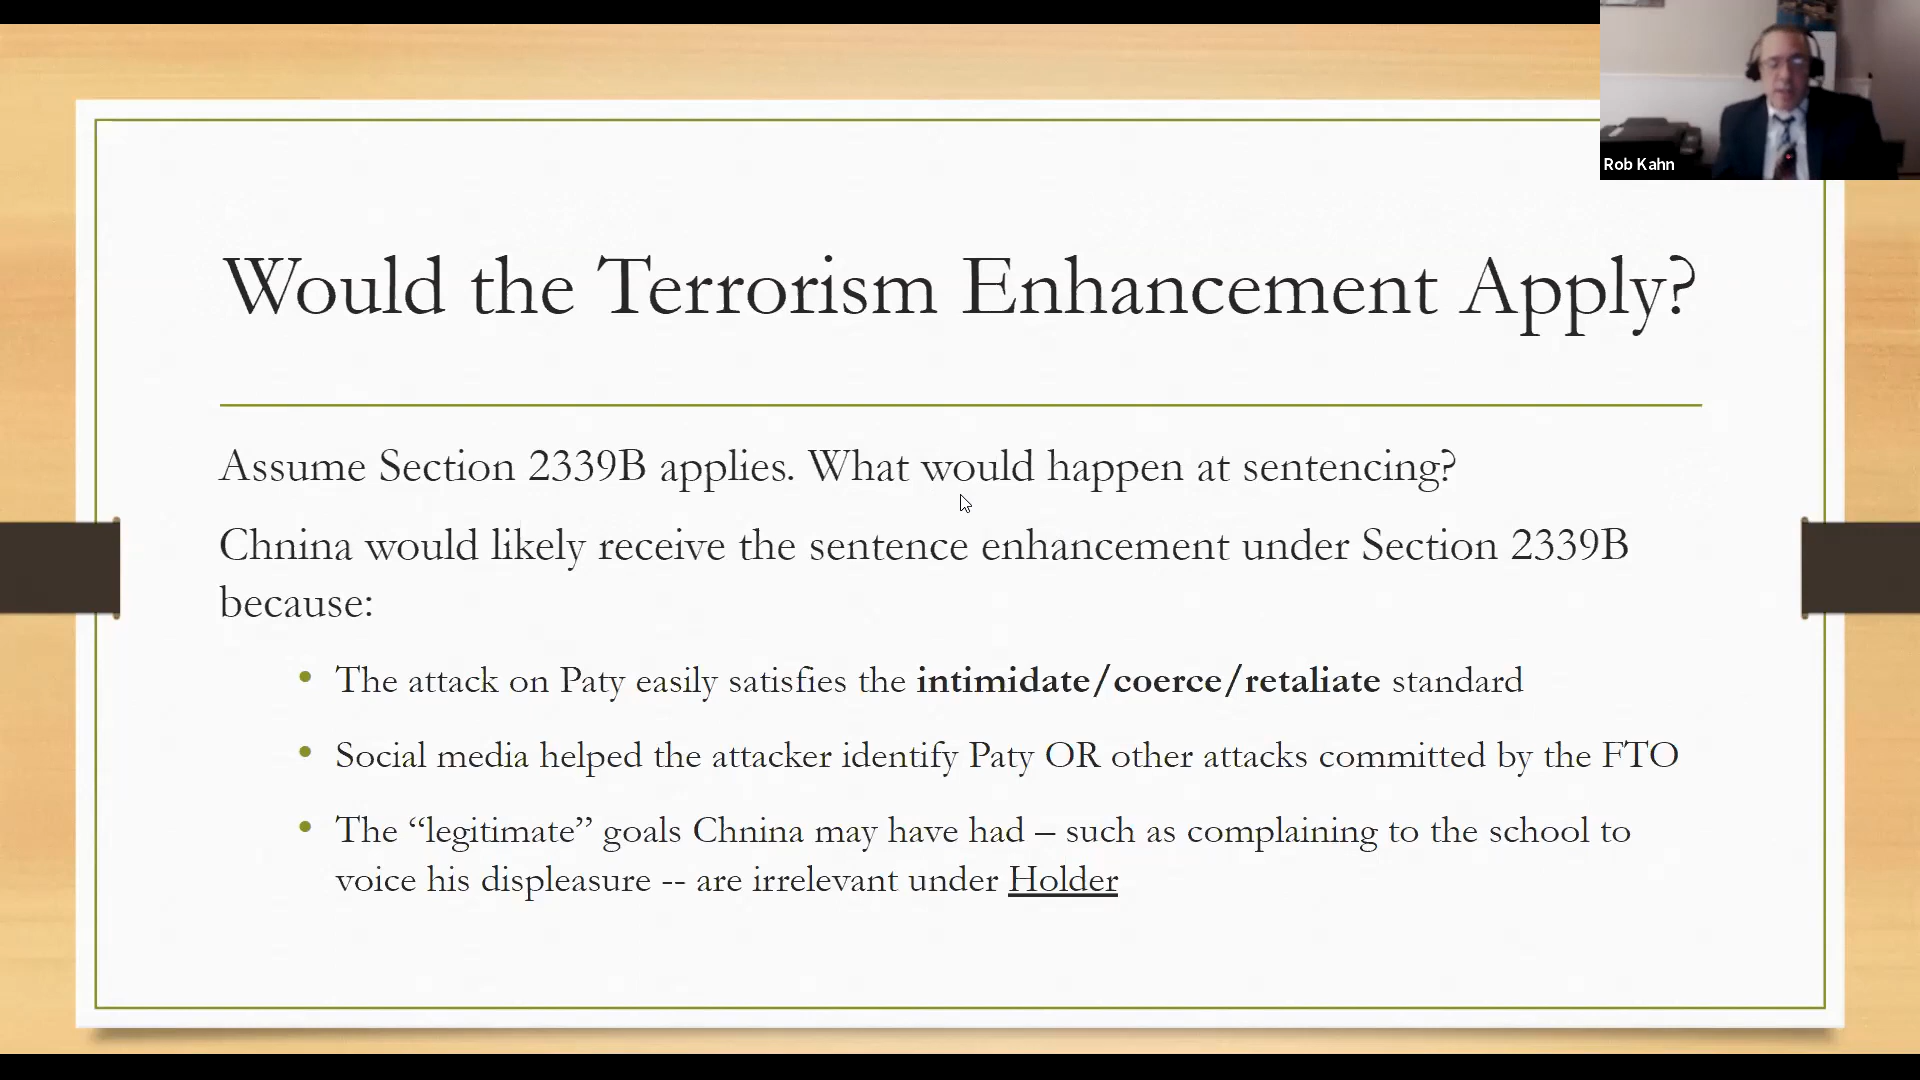 Rob Kahn
Would the Terrorism Enhancement Apply?
Assume Section 2339B applies. What would happen at sentencing?
Chnina would likely receive the sentence enhancement under Section 2339B
because:
• The attack on Paty easily satisfies the intimidate/coerce/retaliate standard
• Social media helped the attacker identify Paty OR other attacks committed by the FTO
• The “legitimate” goals Chnina may have had – such as complaining to the school to
voice his displeasure -- are irrelevant under Holder